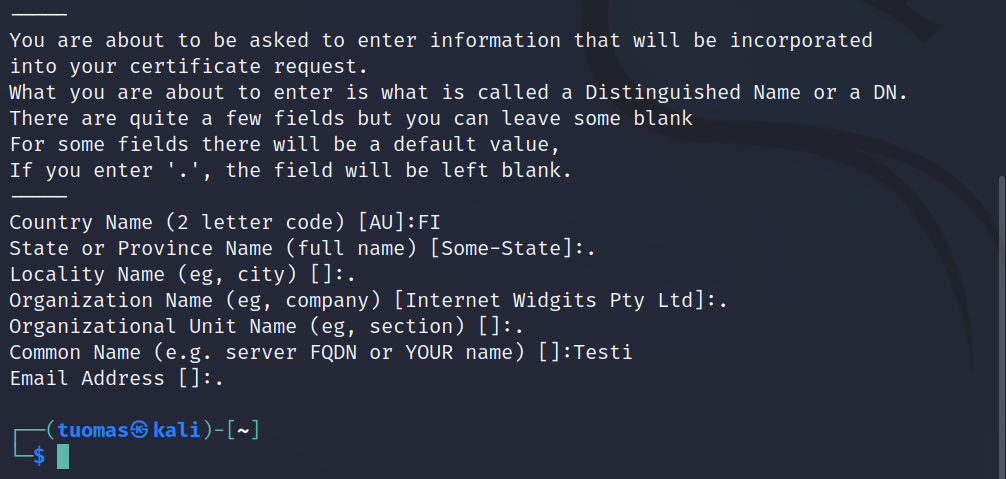 -----
You are about to be asked to enter information that will be incorporated
into your certificate request.
What you are about to enter is what is called a Distinguished Name or a DN.
There are quite a few fields but you can leave some blank
For some fields there will be a default value,
If you enter '.', the field will be left blank.
-----
Country Name (2 letter code) [AU]:FI
State or Province Name (full name) [Some-State]:.
Locality Name (eg, city) []:.
Organization Name (eg, company) [Internet Widgits Pty Ltd]:.
Organizational Unit Name (eg, section) []:.
Common Name (e.g. server FQDN or YOUR name) []:Testi
Email Address []:.
┌──(tuomas㉿kali)-[~]
└─$